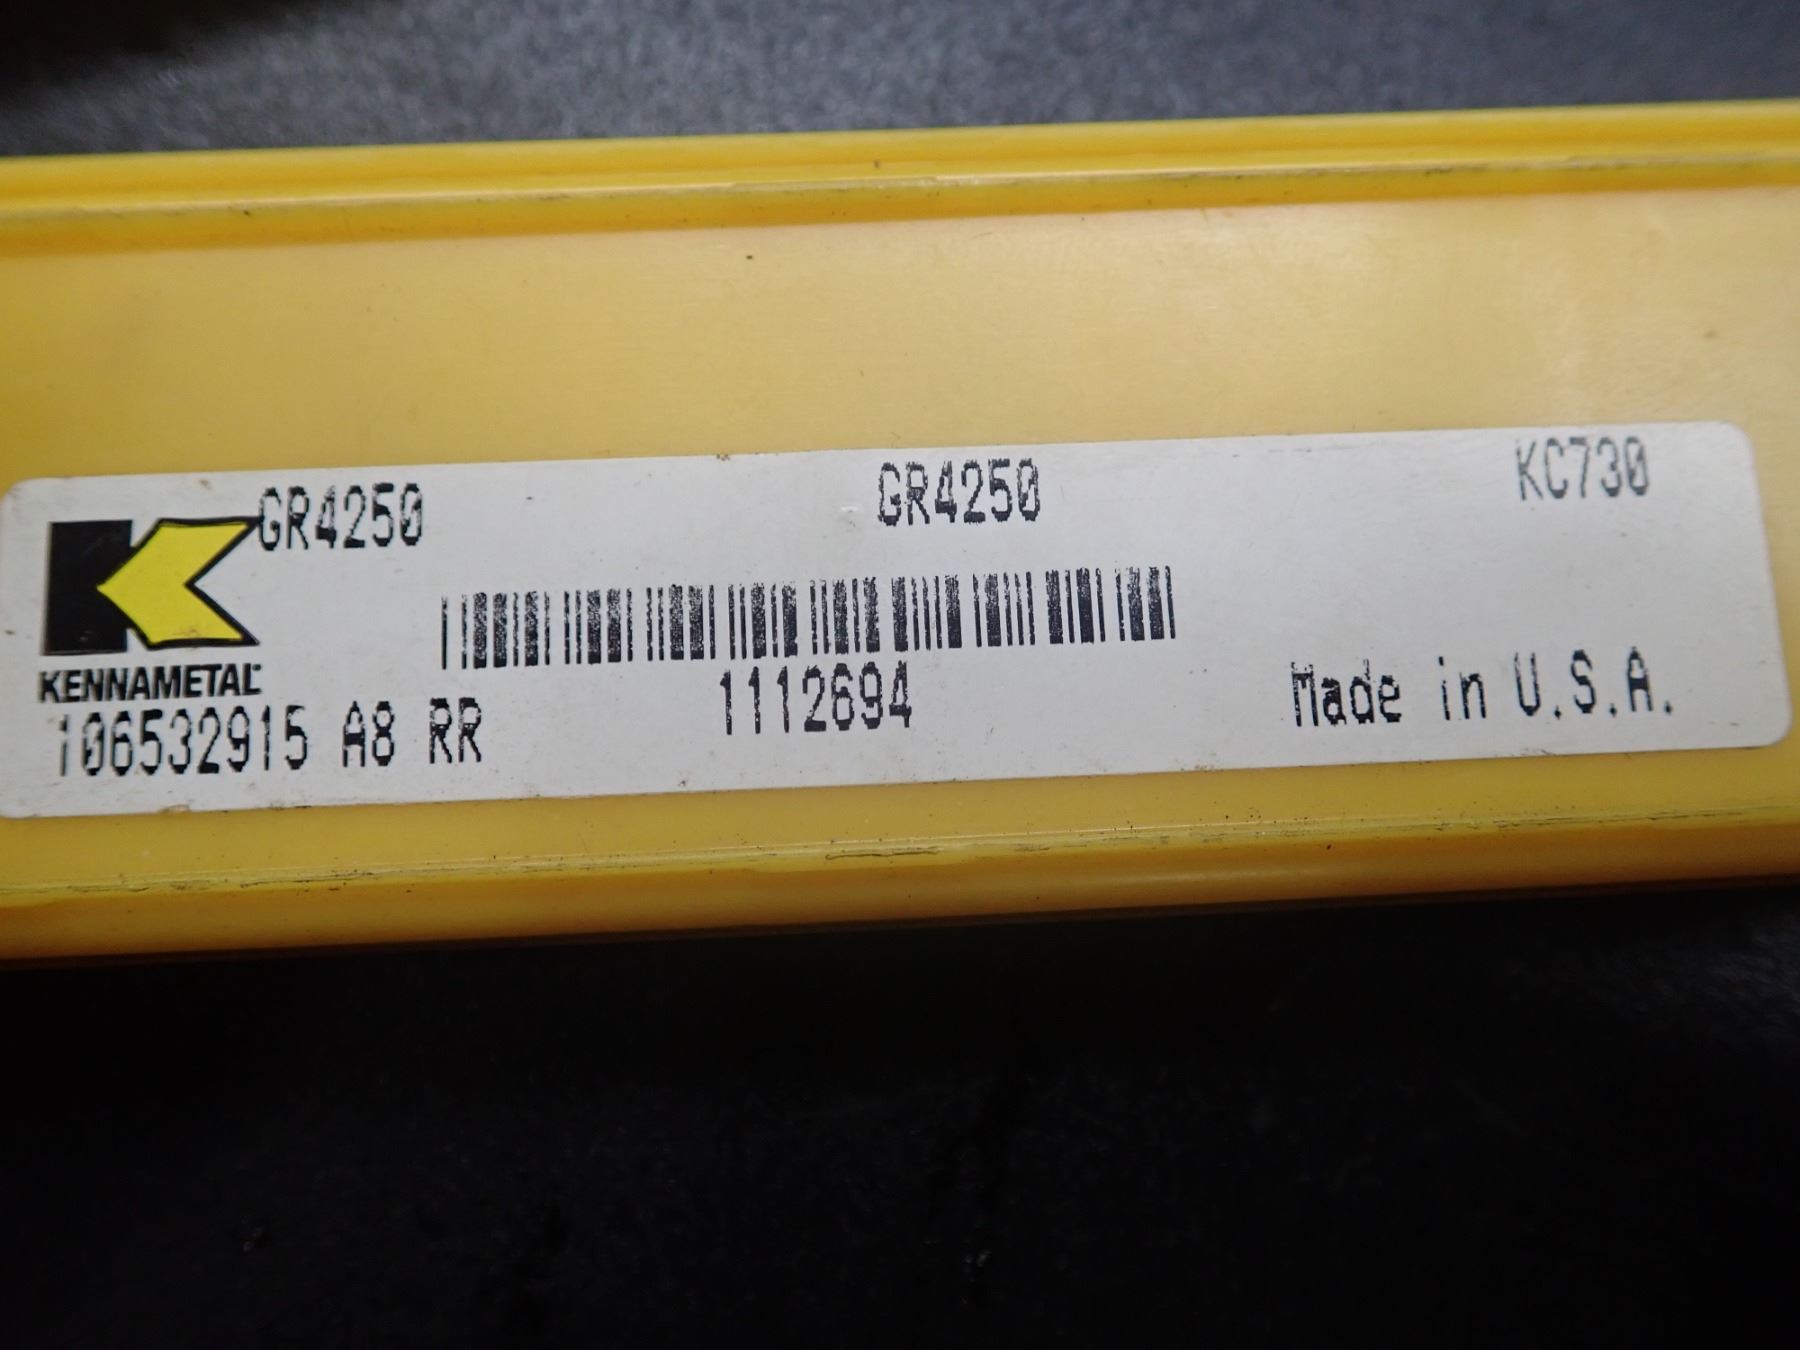 GR4250 GR4250 KC730
KENNAMETAL
106532915 A8 RR 1112694 Made in U.S.A.